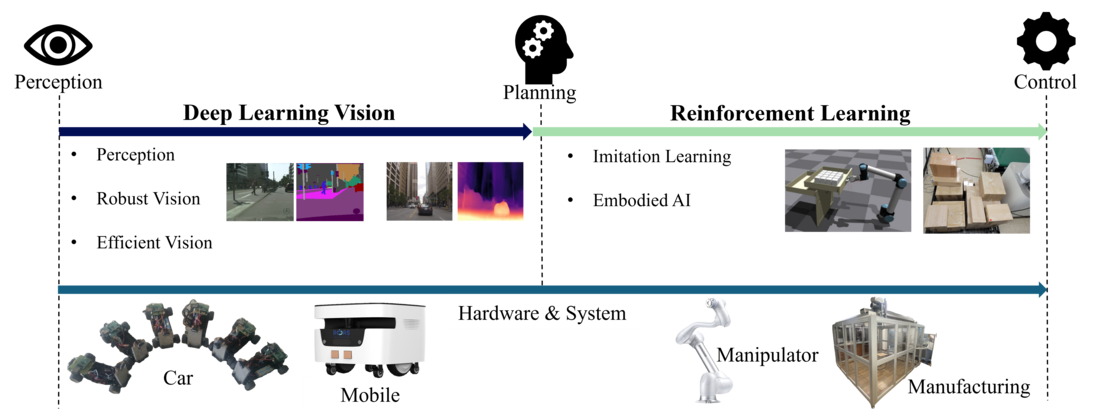 Perception
Planning
Control
Deep Learning Vision
Reinforcement Learning
• Perception
• Robust Vision
• Efficient Vision
• Imitation Learning
• Embodied AI
Hardware & System
Car
Mobile
Manipulator
Manufacturing